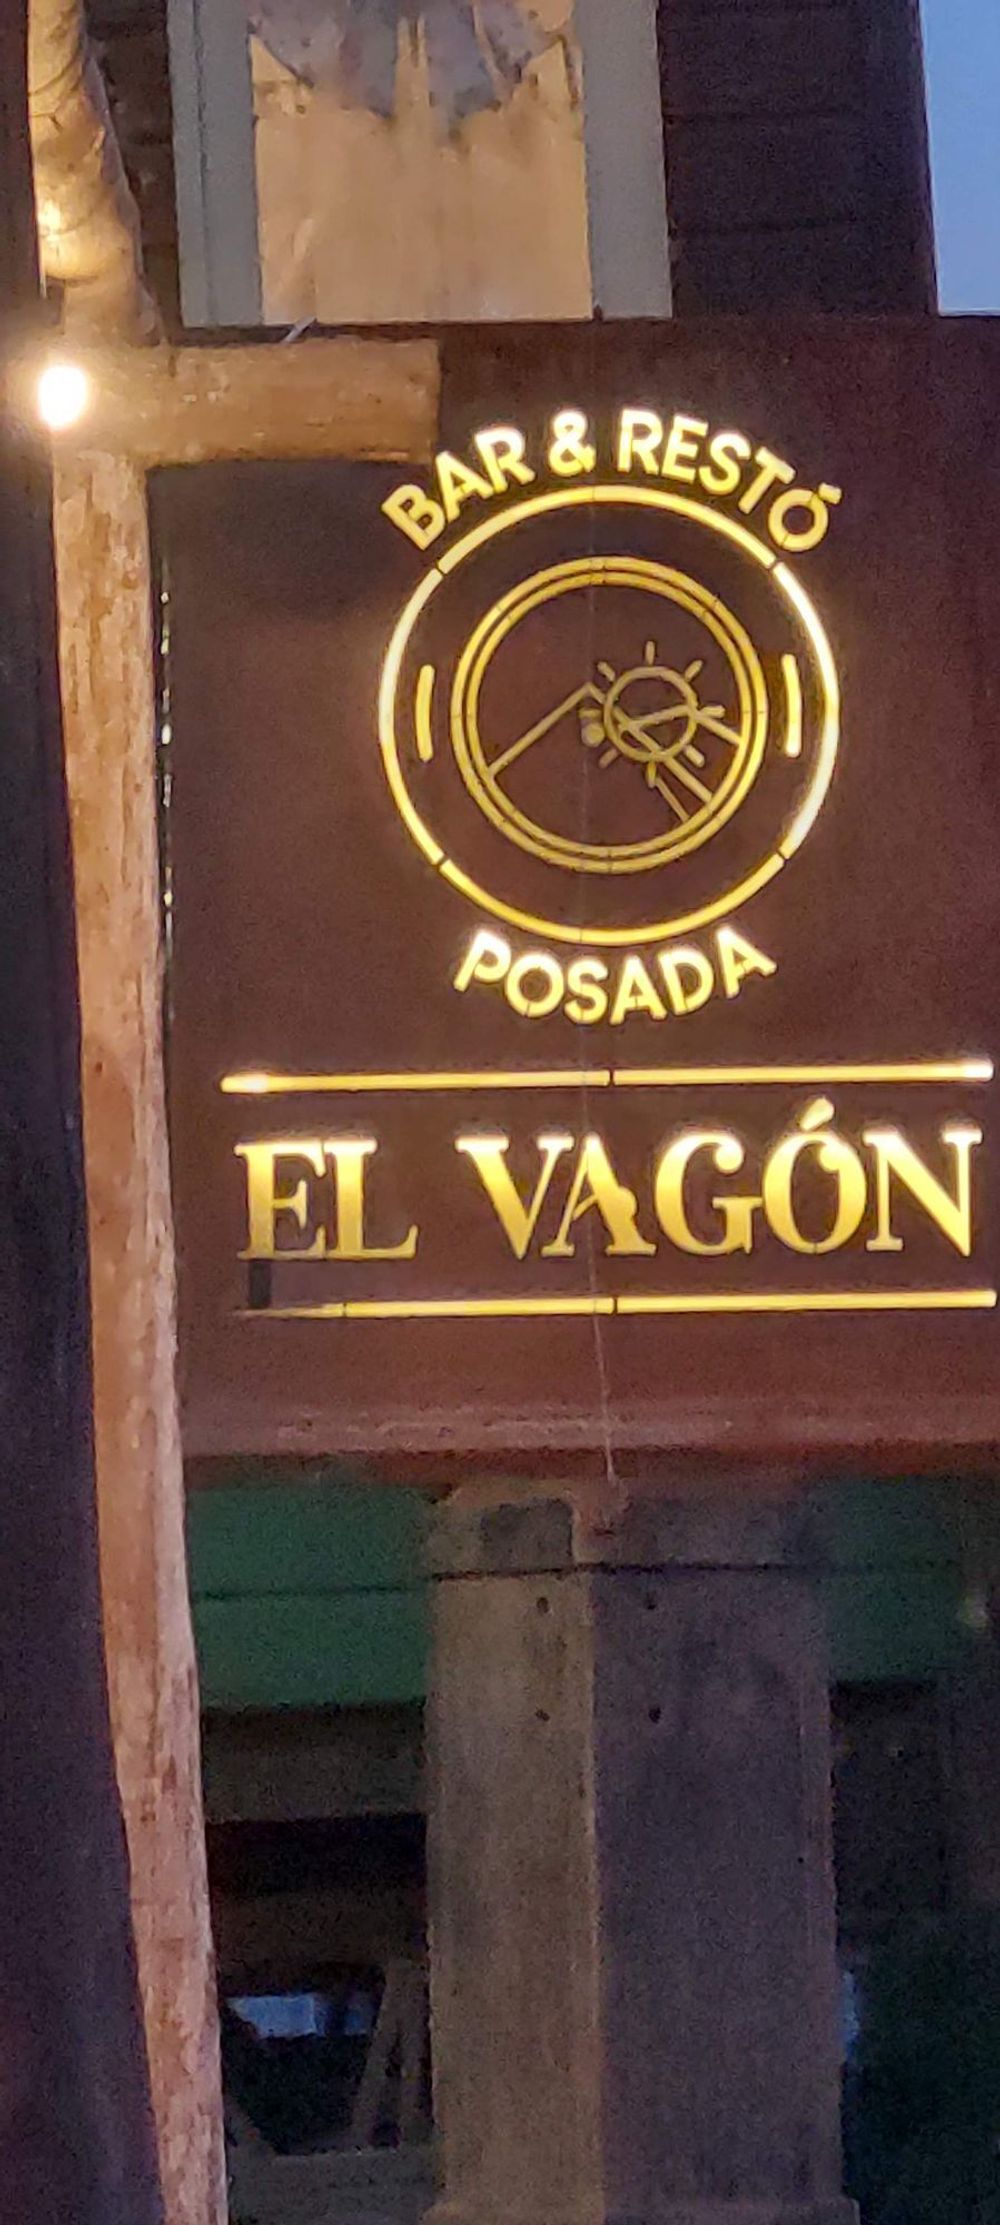 BAR & RESTÓ
POSADA
EL VAGÓN